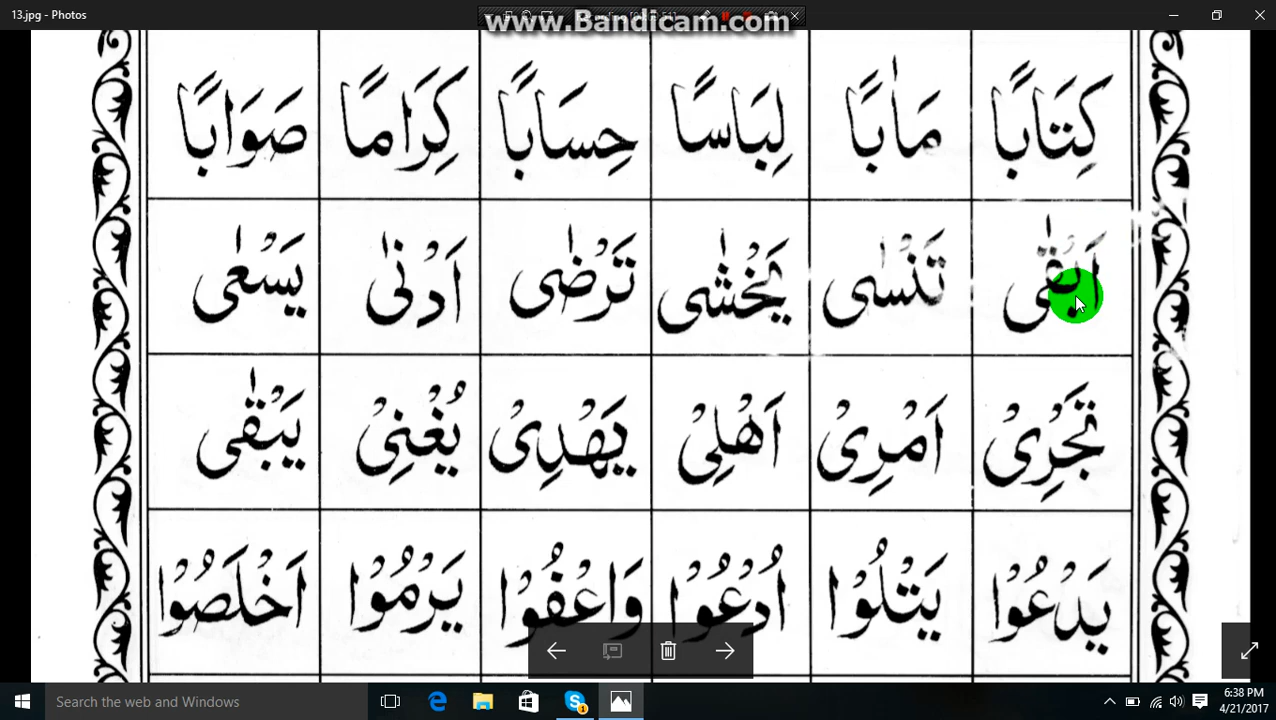 13.jpg - Photos
www.Bandicam.com
كِتَابًا مَاٰبًا لِبَاسًا حِسَابًا كِرَامًا صَوَابًا
اَبْقٰى تَنْسٰى يَخْشٰى تَرْضٰى اَدْنٰى يَسْعٰى
تَجْرِىْ اَمْرِىْ اَهْلِىْ يَهْدِىْ يُغْنِىْ يَبْقٰى
يَدْعُوْا يَتْلُوْا اُدْعُوْا وَاعْفُوْا يَرْمُوْا اَخْلَصُوْا
Search the web and Windows
1
6:38 PM
4/21/2017